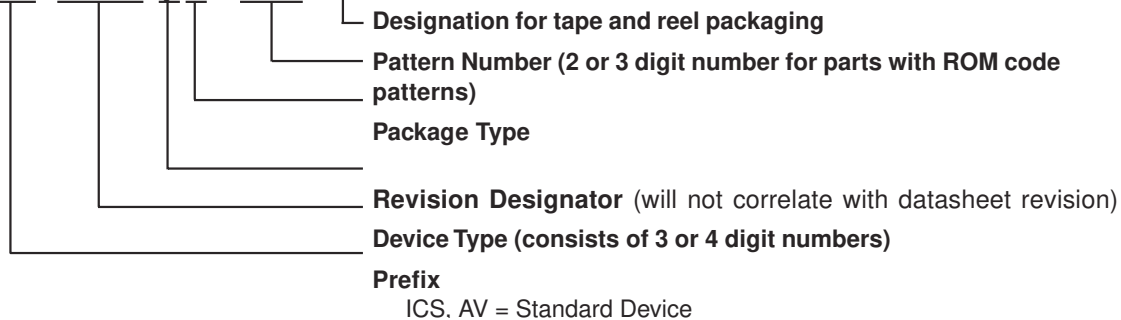 Designation for tape and reel packaging
Pattern Number (2 or 3 digit number for parts with ROM code
patterns)
Package Type
Revision Designator (will not correlate with datasheet revision)
Device Type (consists of 3 or 4 digit numbers)
Prefix
ICS, AV = Standard Device